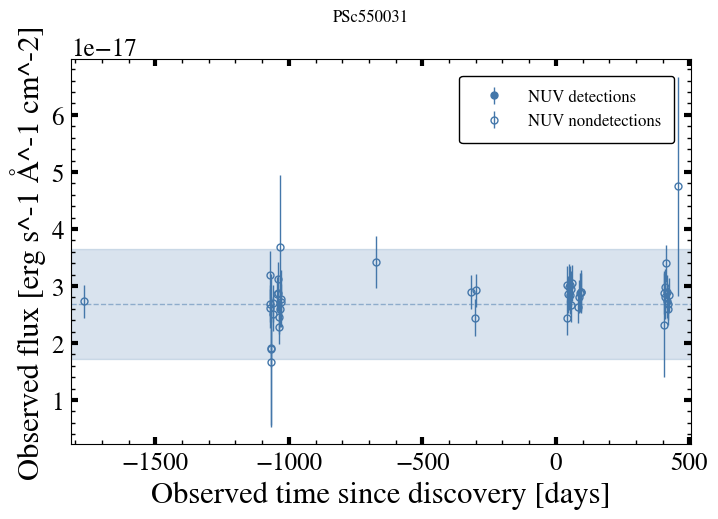 PSc550031
1e−17
Observed flux [erg s^-1 Å^-1 cm^-2]
6
5
4
3
2
1
NUV detections
NUV nondetections
−1500
−1000
−500
0
500
Observed time since discovery [days]